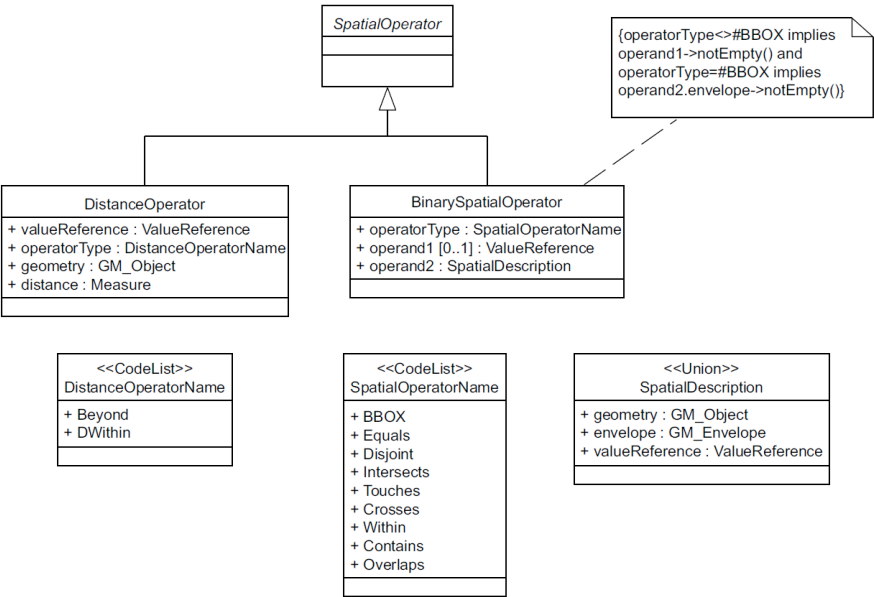 SpatialOperator
{operatorType<>#BBOX implies
operand1->notEmpty() and
operatorType=#BBOX implies
operand2.envelope->notEmpty()}
DistanceOperator
+ valueReference : ValueReference
+ operatorType : DistanceOperatorName
+ geometry : GM_Object
+ distance : Measure
BinarySpatialOperator
+ operatorType : SpatialOperatorName
+ operand1 [0..1] : ValueReference
+ operand2 : SpatialDescription
<<CodeList>>
DistanceOperatorName
+ Beyond
+ DWithin
<<CodeList>>
SpatialOperatorName
+ BBOX
+ Equals
+ Disjoint
+ Intersects
+ Touches
+ Crosses
+ Within
+ Contains
+ Overlaps
<<Union>>
SpatialDescription
+ geometry : GM_Object
+ envelope : GM_Envelope
+ valueReference : ValueReference